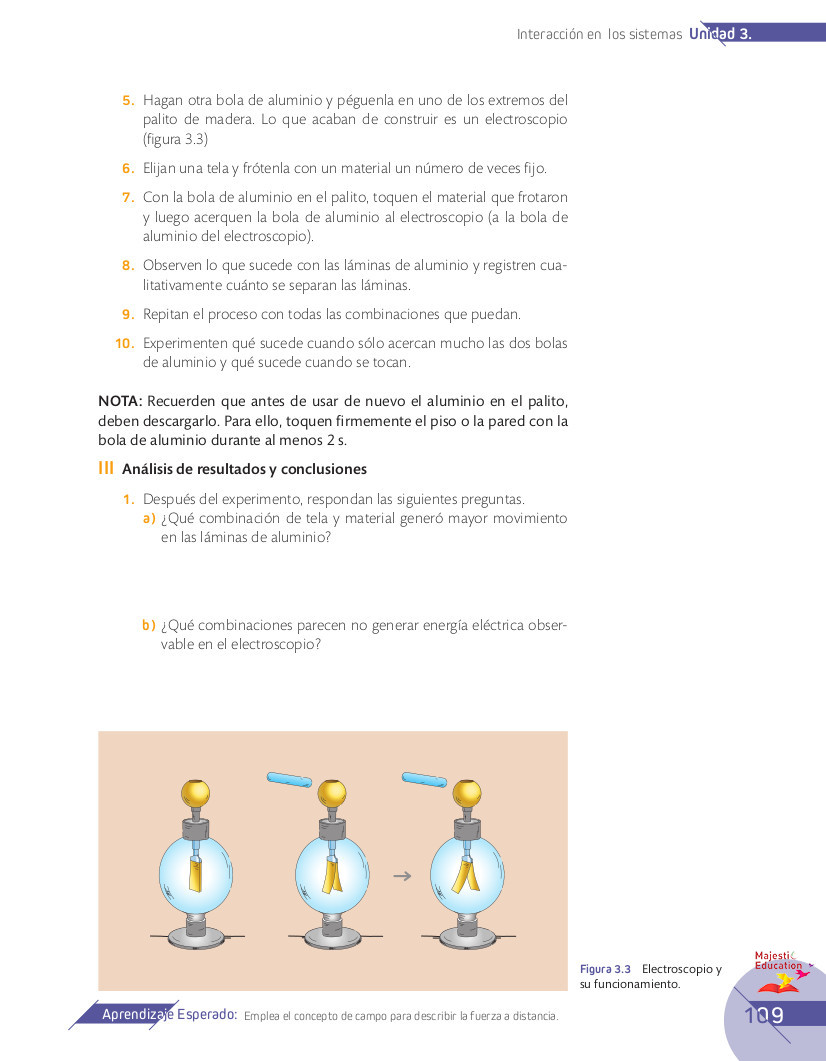 Interacción en los sistemas Unidad 3.
5. Hagan otra bola de aluminio y péguenla en uno de los extremos del
palito de madera. Lo que acaban de construir es un electroscopio
(figura 3.3)
6. Elijan una tela y frótenla con un material un número de veces fijo.
7. Con la bola de aluminio en el palito, toquen el material que frotaron
y luego acerquen la bola de aluminio al electroscopio (a la bola de
aluminio del electroscopio).
8. Observen lo que sucede con las láminas de aluminio y registren cua-
litativamente cuánto se separan las láminas.
9. Repitan el proceso con todas las combinaciones que puedan.
10. Experimenten qué sucede cuando sólo acercan mucho las dos bolas
de aluminio y qué sucede cuando se tocan.
NOTA: Recuerden que antes de usar de nuevo el aluminio en el palito,
deben descargarlo. Para ello, toquen firmemente el piso o la pared con la
bola de aluminio durante al menos 2 s.
III Análisis de resultados y conclusiones
1. Después del experimento, respondan las siguientes preguntas.
a) ¿Qué combinación de tela y material generó mayor movimiento
en las láminas de aluminio?
b) ¿Qué combinaciones parecen no generar energía eléctrica obser-
vable en el electroscopio?
Figura 3.3 Electroscopio y
su funcionamiento.
Majestic
Education
Aprendizaje Esperado: Emplea el concepto de campo para describir la fuerza a distancia.
109